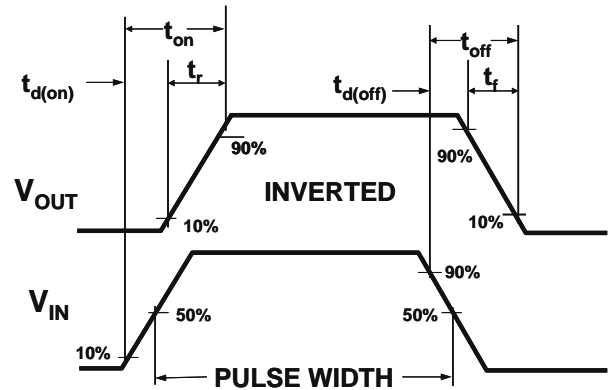 t_on
t_off
t_d(on)
t_r
t_d(off)
t_f
90%
90%
V_OUT
INVERTED
10%
10%
90%
V_IN
50%
50%
10%
PULSE WIDTH